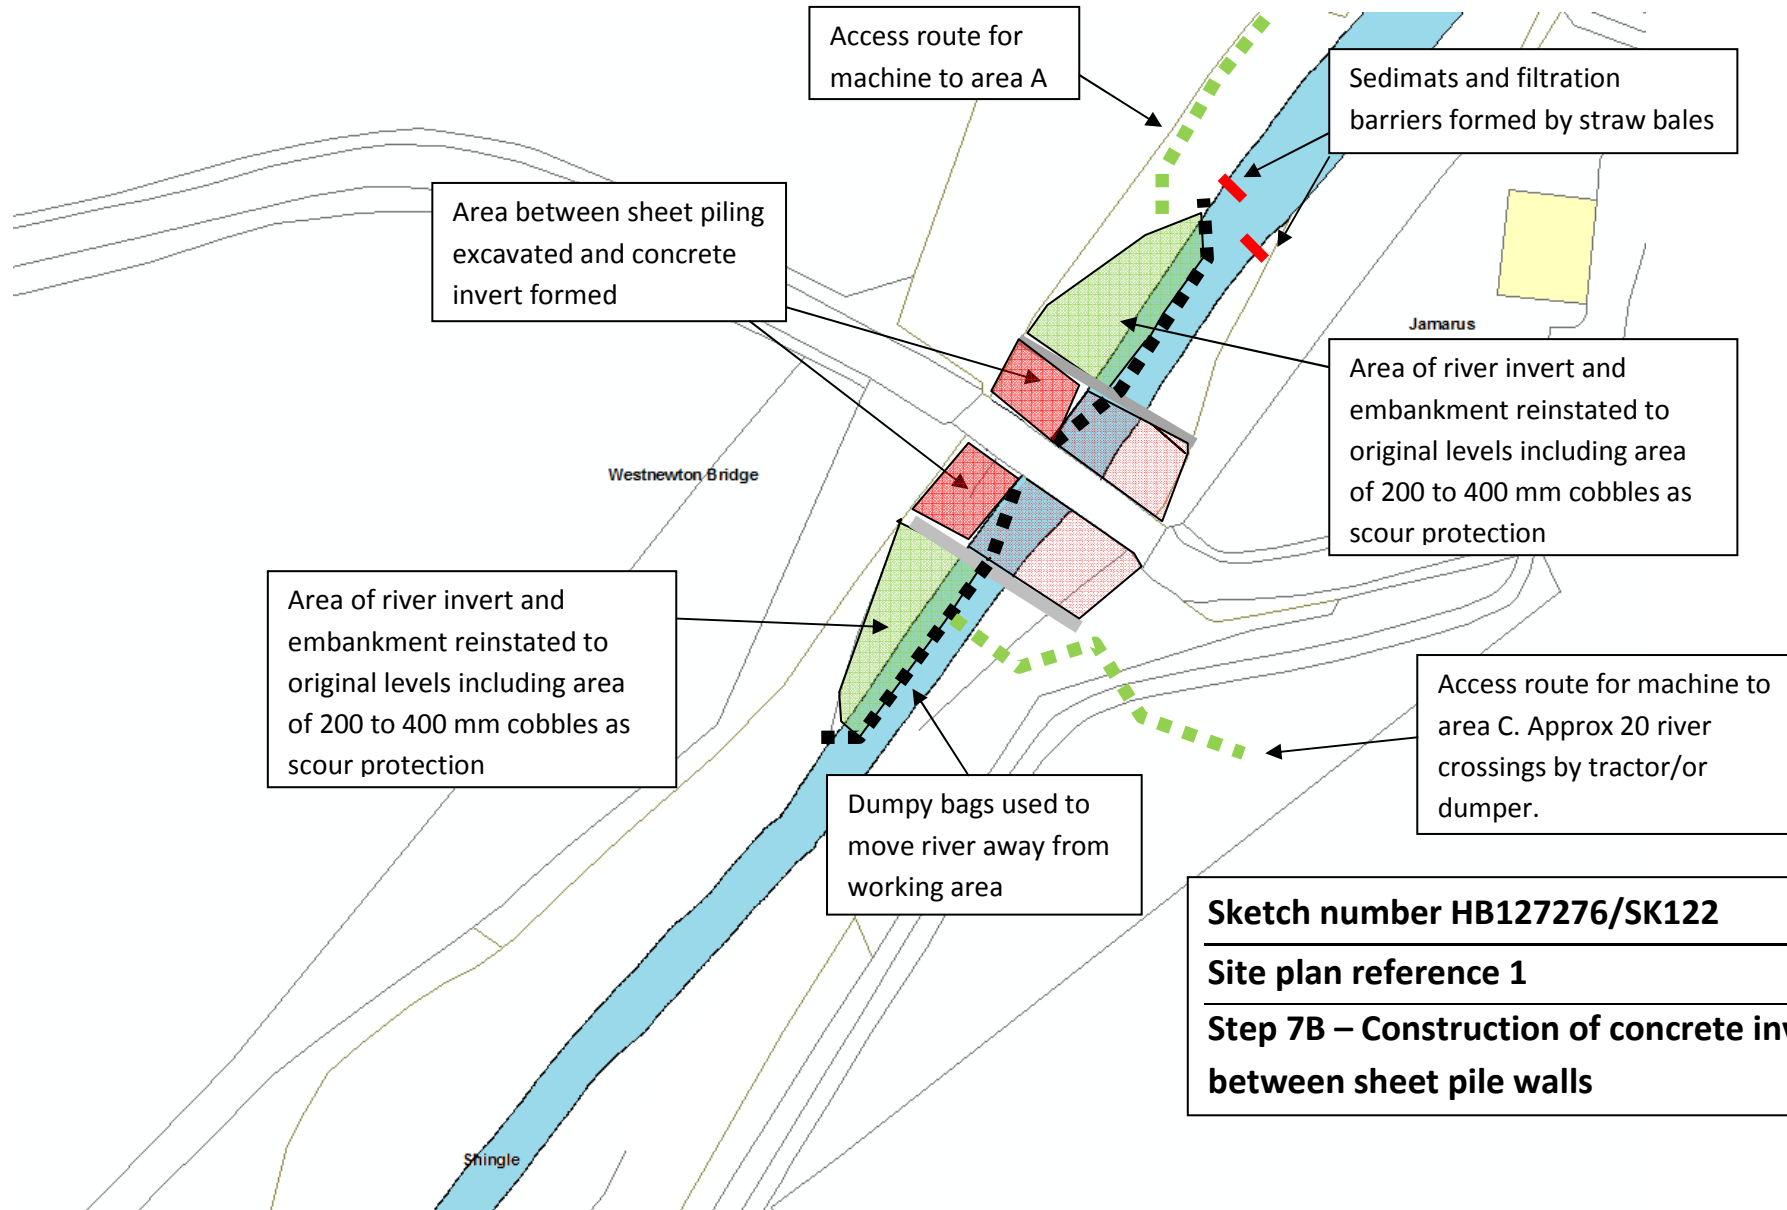 Access route for
machine to area A
Sedimats and filtration
barriers formed by straw bales
Area between sheet piling
excavated and concrete
invert formed
Jamarus
Area of river invert and
embankment reinstated to
original levels including area
of 200 to 400 mm cobbles as
scour protection
Westnewton Bridge
Area of river invert and
embankment reinstated to
original levels including area
of 200 to 400 mm cobbles as
scour protection
Access route for machine to
area C. Approx 20 river
crossings by tractor/or
dumper.
Dumpy bags used to
move river away from
working area
Sketch number HB127276/SK122
Site plan reference 1
Step 7B – Construction of concrete inv
between sheet pile walls
Shingle